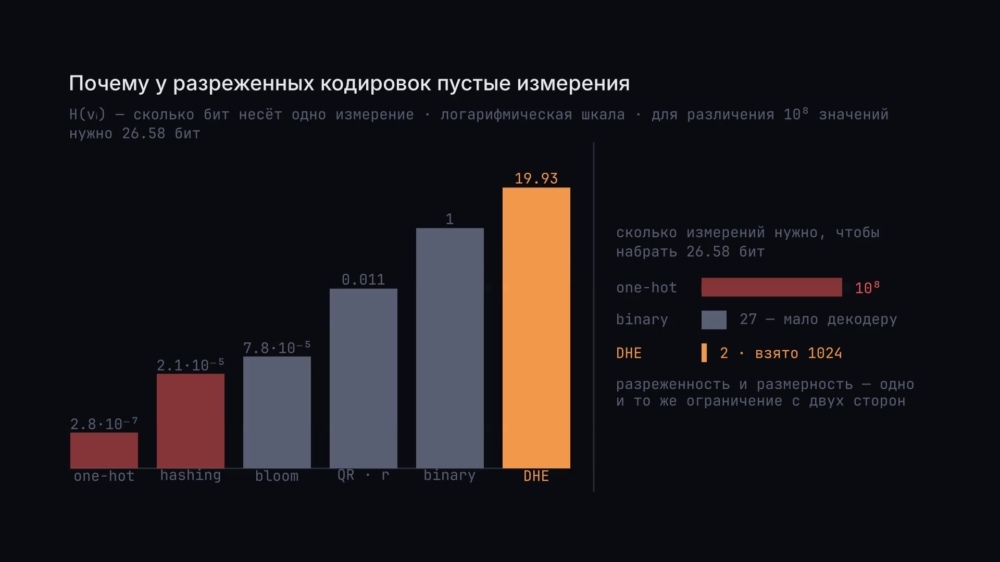 Почему у разреженных кодировок пустые измерения
H(vᵢ) — сколько бит несёт одно измерение · логарифмическая шкала · для различения 10⁸ значений
нужно 26.58 бит
2.8·10⁻⁷
2.1·10⁻⁵
7.8·10⁻⁵
0.011
1
19.93
one-hot
hashing
bloom
QR · r
binary
DHE
сколько измерений нужно, чтобы
набрать 26.58 бит
one-hot 10⁸
binary 27 — мало декодеру
DHE 2 · взято 1024
разреженность и размерность — одно
и то же ограничение с двух сторон